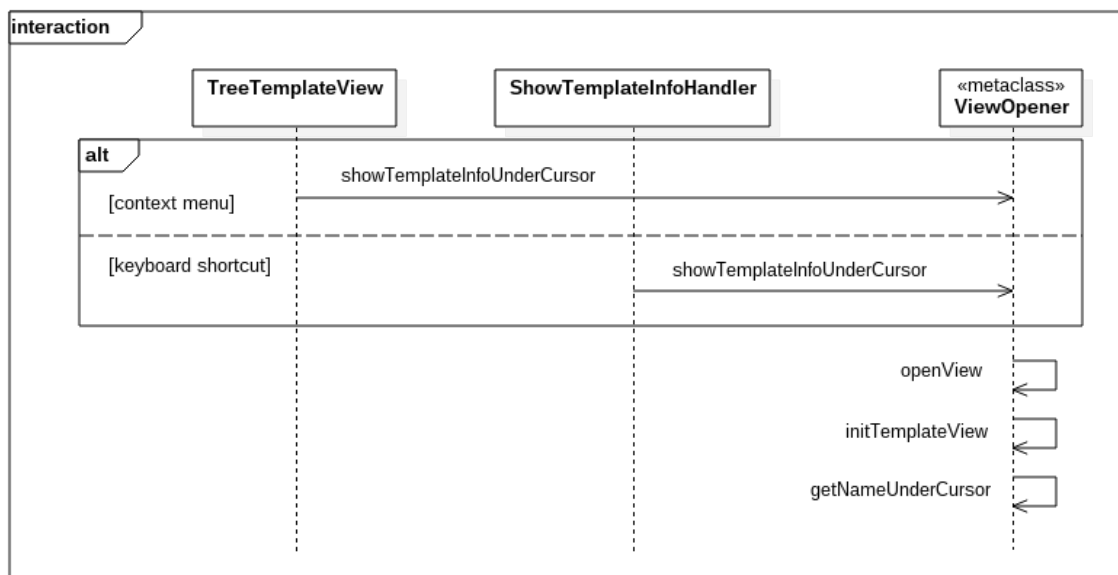 interaction
TreeTemplateView
ShowTemplateInfoHandler
«metaclass»
ViewOpener
alt
showTemplateInfoUnderCursor
[context menu]
[keyboard shortcut]
showTemplateInfoUnderCursor
openView
initTemplateView
getNameUnderCursor